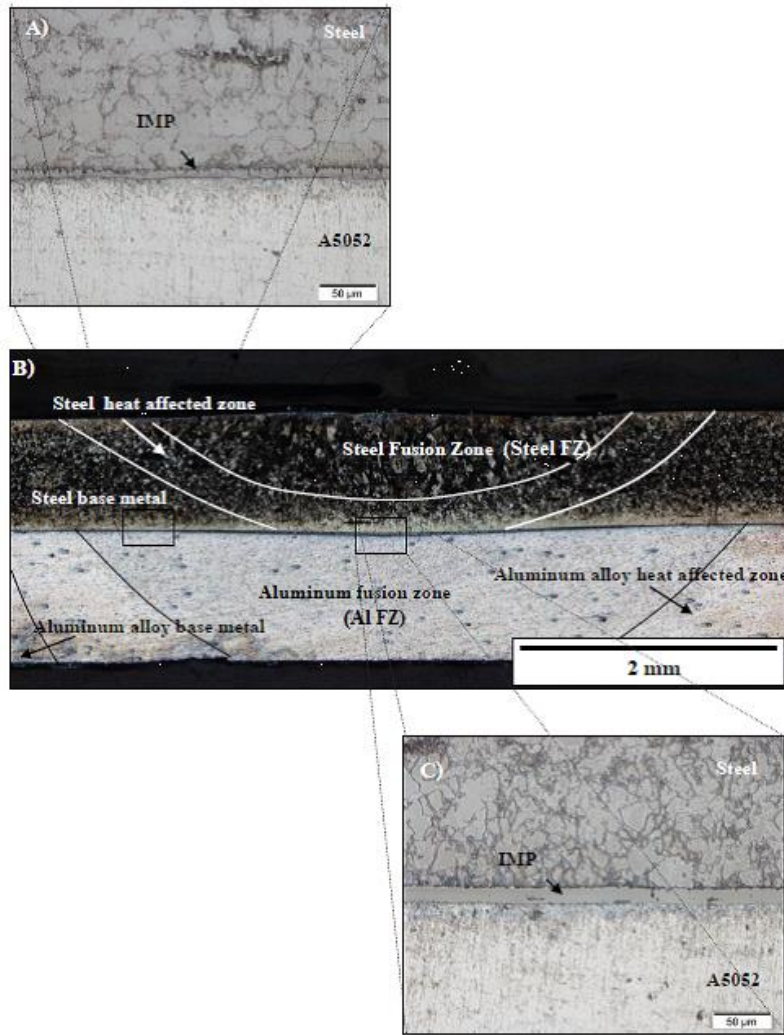 A)
Steel
IMP
A5052
50 µm
B)
Steel heat affected zone
Steel Fusion Zone (Steel FZ)
Steel base metal
Aluminum alloy heat affected zone
Aluminum fusion zone
(Al FZ)
Aluminum alloy base metal
2 mm
C)
Steel
IMP
A5052
50 µm